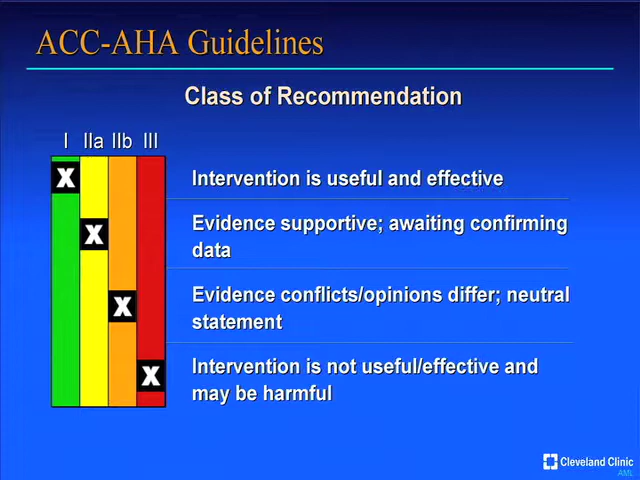 ACC-AHA Guidelines
Class of Recommendation
I IIa IIb III
X Intervention is useful and effective
X Evidence supportive; awaiting confirming
data
X Evidence conflicts/opinions differ; neutral
statement
X Intervention is not useful/effective and
may be harmful
Cleveland Clinic
AML